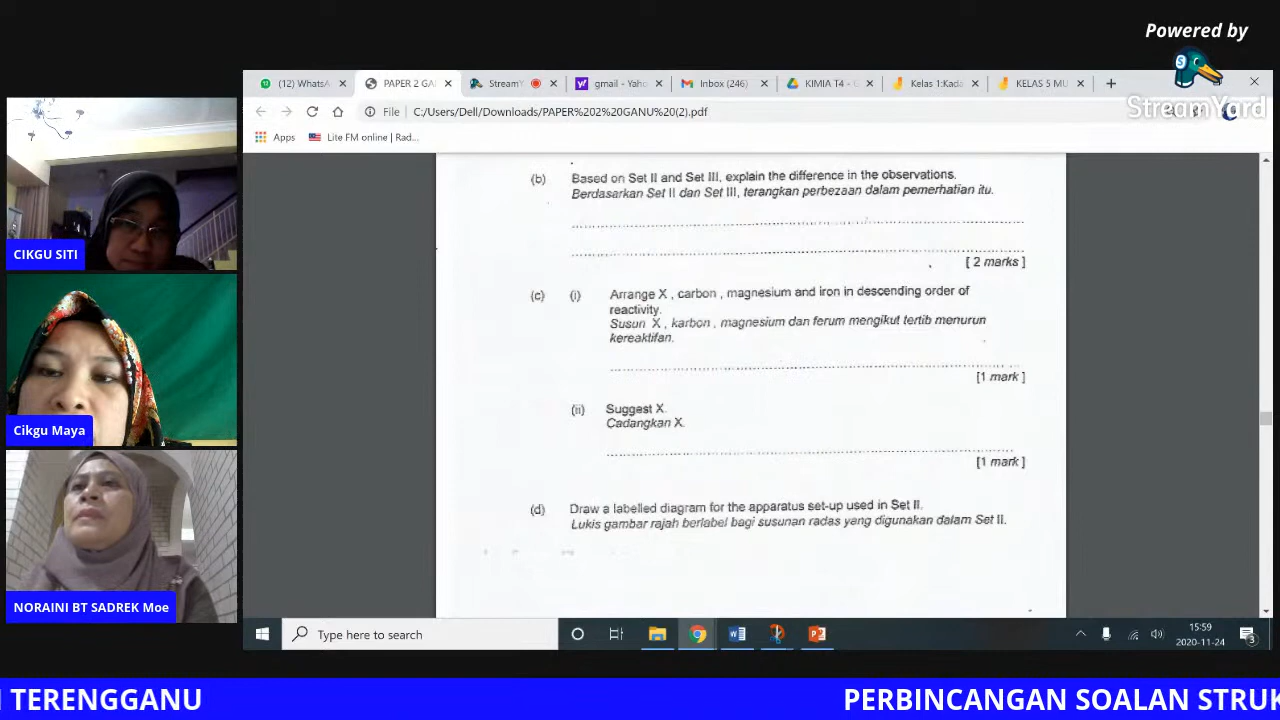 Powered by
StreamYard
(12) WhatsA
PAPER 2 GA
StreamY
gmail - Yaho
Inbox (246)
KIMIA T4 - G
Kelas 1:Kada
KELAS 5 MU
File
C:/Users/Dell/Downloads/PAPER%202%20GANU%20(2).pdf
Apps
Lite FM online | Rad...
(b) Based on Set II and Set III, explain the difference in the observations.
Berdasarkan Set II dan Set III, terangkan perbezaan dalam pemerhatian itu.
[ 2 marks ]
(c) (i) Arrange X , carbon , magnesium and iron in descending order of
reactivity.
Susun X , karbon , magnesium dan ferum mengikut tertib menurun
kereaktifan.
[1 mark ]
(ii) Suggest X.
Cadangkan X.
[1 mark ]
(d) Draw a labelled diagram for the apparatus set-up used in Set II.
Lukis gambar rajah berlabel bagi susunan radas yang digunakan dalam Set II.
CIKGU SITI
Cikgu Maya
NORAINI BT SADREK Moe
Type here to search
15:59
2020-11-24
3
TERENGGANU
PERBINCANGAN SOALAN STRUK